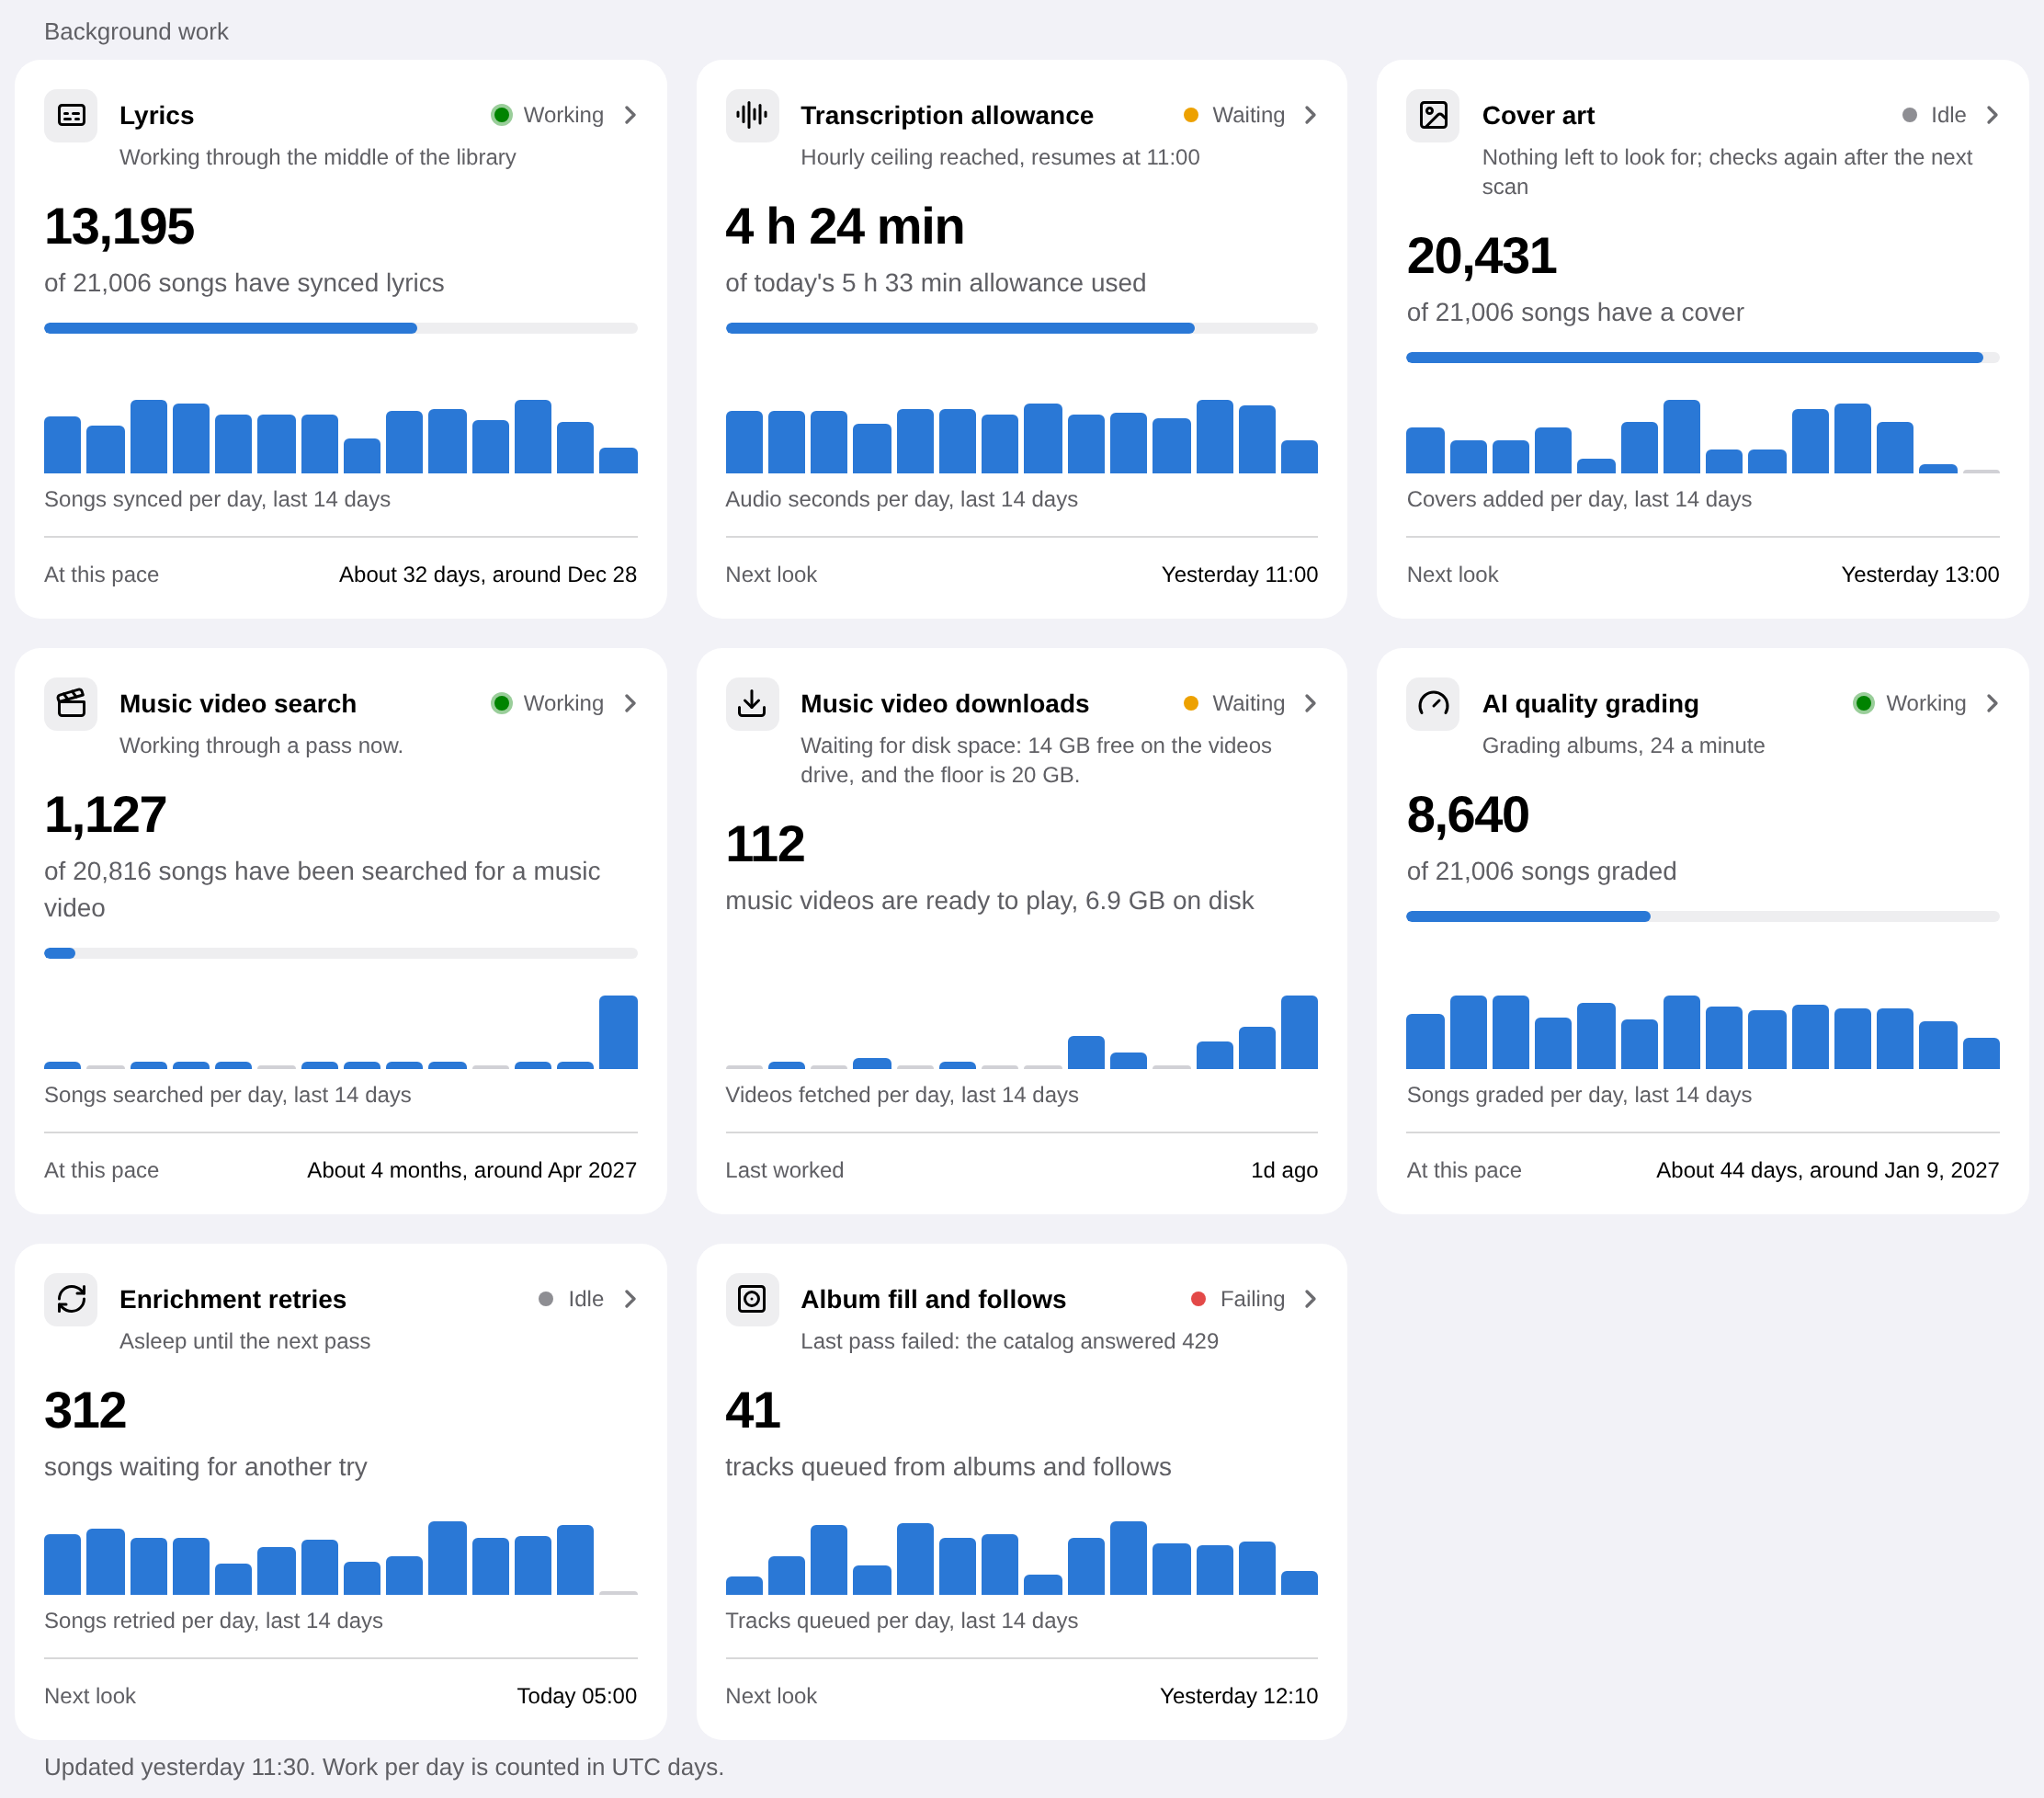 Background work
Lyrics
Working
Working through the middle of the library
13,195
of 21,006 songs have synced lyrics
Songs synced per day, last 14 days
At this pace
About 32 days, around Dec 28
Transcription allowance
Waiting
Hourly ceiling reached, resumes at 11:00
4 h 24 min
of today's 5 h 33 min allowance used
Audio seconds per day, last 14 days
Next look
Yesterday 11:00
Cover art
Idle
Nothing left to look for; checks again after the next
scan
20,431
of 21,006 songs have a cover
Covers added per day, last 14 days
Next look
Yesterday 13:00
Music video search
Working
Working through a pass now.
1,127
of 20,816 songs have been searched for a music
video
Songs searched per day, last 14 days
At this pace
About 4 months, around Apr 2027
Music video downloads
Waiting
Waiting for disk space: 14 GB free on the videos
drive, and the floor is 20 GB.
112
music videos are ready to play, 6.9 GB on disk
Videos fetched per day, last 14 days
Last worked
1d ago
AI quality grading
Working
Grading albums, 24 a minute
8,640
of 21,006 songs graded
Songs graded per day, last 14 days
At this pace
About 44 days, around Jan 9, 2027
Enrichment retries
Idle
Asleep until the next pass
312
songs waiting for another try
Songs retried per day, last 14 days
Next look
Today 05:00
Album fill and follows
Failing
Last pass failed: the catalog answered 429
41
tracks queued from albums and follows
Tracks queued per day, last 14 days
Next look
Yesterday 12:10
Updated yesterday 11:30. Work per day is counted in UTC days.